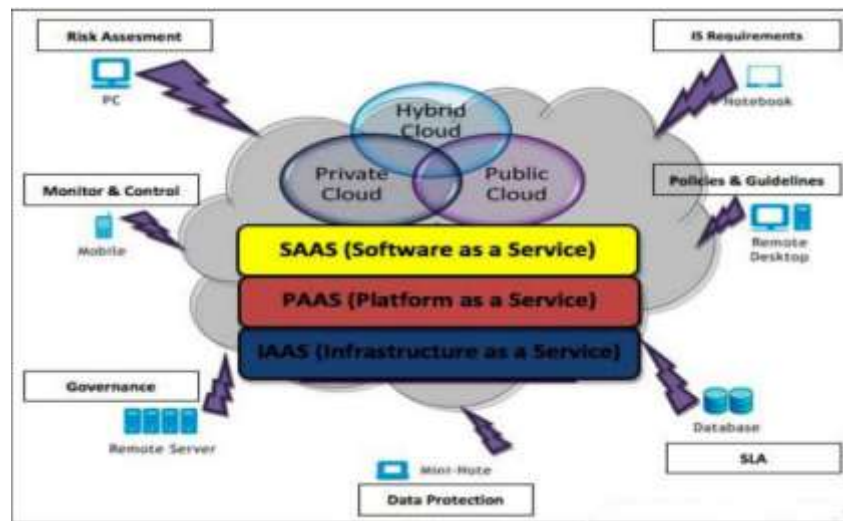 Risk Assesment
IS Requirements
PC
Notebook
Hybrid
Cloud
Private
Cloud
Public
Cloud
Monitor & Control
Policies & Guidelines
Mobile
Remote
Desktop
SAAS (Software as a Service)
PAAS (Platform as a Service)
IAAS (Infrastructure as a Service)
Governance
Remote Server
Database
SLA
Mini-Note
Data Protection